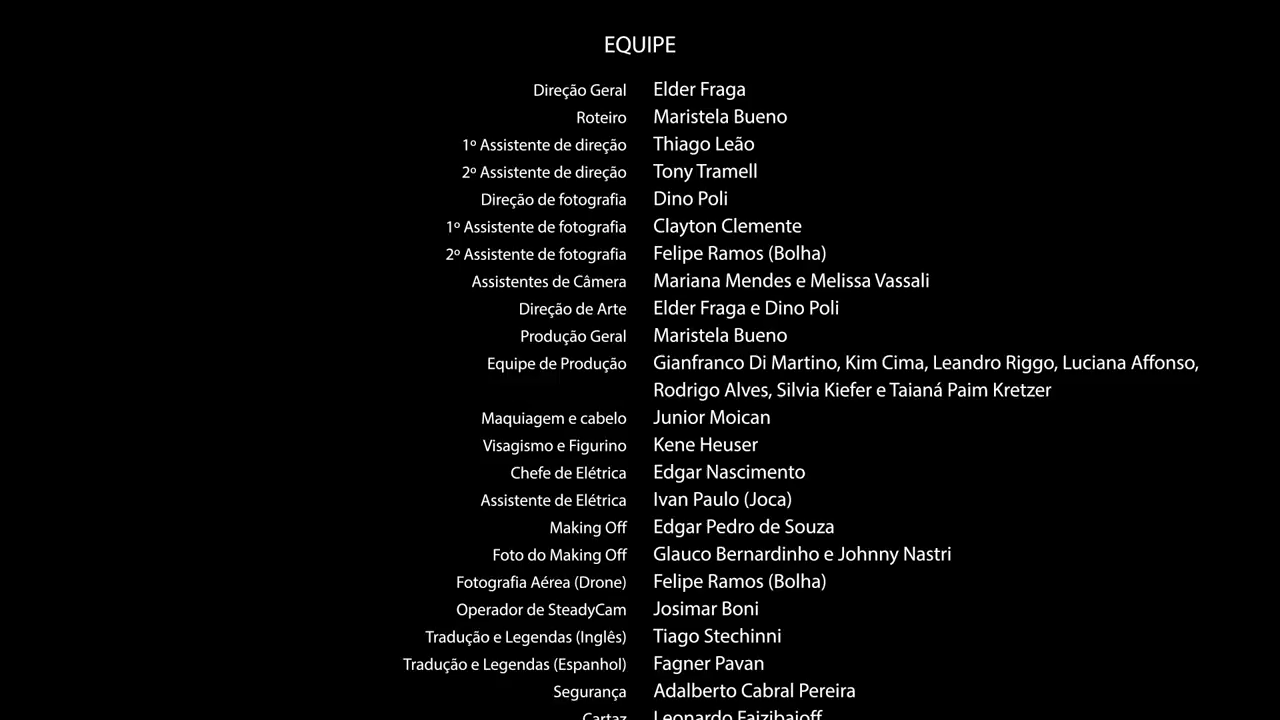 EQUIPE
Direção Geral Elder Fraga
Roteiro Maristela Bueno
1º Assistente de direção Thiago Leão
2º Assistente de direção Tony Tramell
Direção de fotografia Dino Poli
1º Assistente de fotografia Clayton Clemente
2º Assistente de fotografia Felipe Ramos (Bolha)
Assistentes de Câmera Mariana Mendes e Melissa Vassali
Direção de Arte Elder Fraga e Dino Poli
Produção Geral Maristela Bueno
Equipe de Produção Gianfranco Di Martino, Kim Cima, Leandro Riggo, Luciana Affonso,
Rodrigo Alves, Silvia Kiefer e Taianá Paim Kretzer
Maquiagem e cabelo Junior Moican
Visagismo e Figurino Kene Heuser
Chefe de Elétrica Edgar Nascimento
Assistente de Elétrica Ivan Paulo (Joca)
Making Off Edgar Pedro de Souza
Foto do Making Off Glauco Bernardinho e Johnny Nastri
Fotografia Aérea (Drone) Felipe Ramos (Bolha)
Operador de SteadyCam Josimar Boni
Tradução e Legendas (Inglês) Tiago Stechinni
Tradução e Legendas (Espanhol) Fagner Pavan
Segurança Adalberto Cabral Pereira
Cartaz Leonardo Faizibaioff